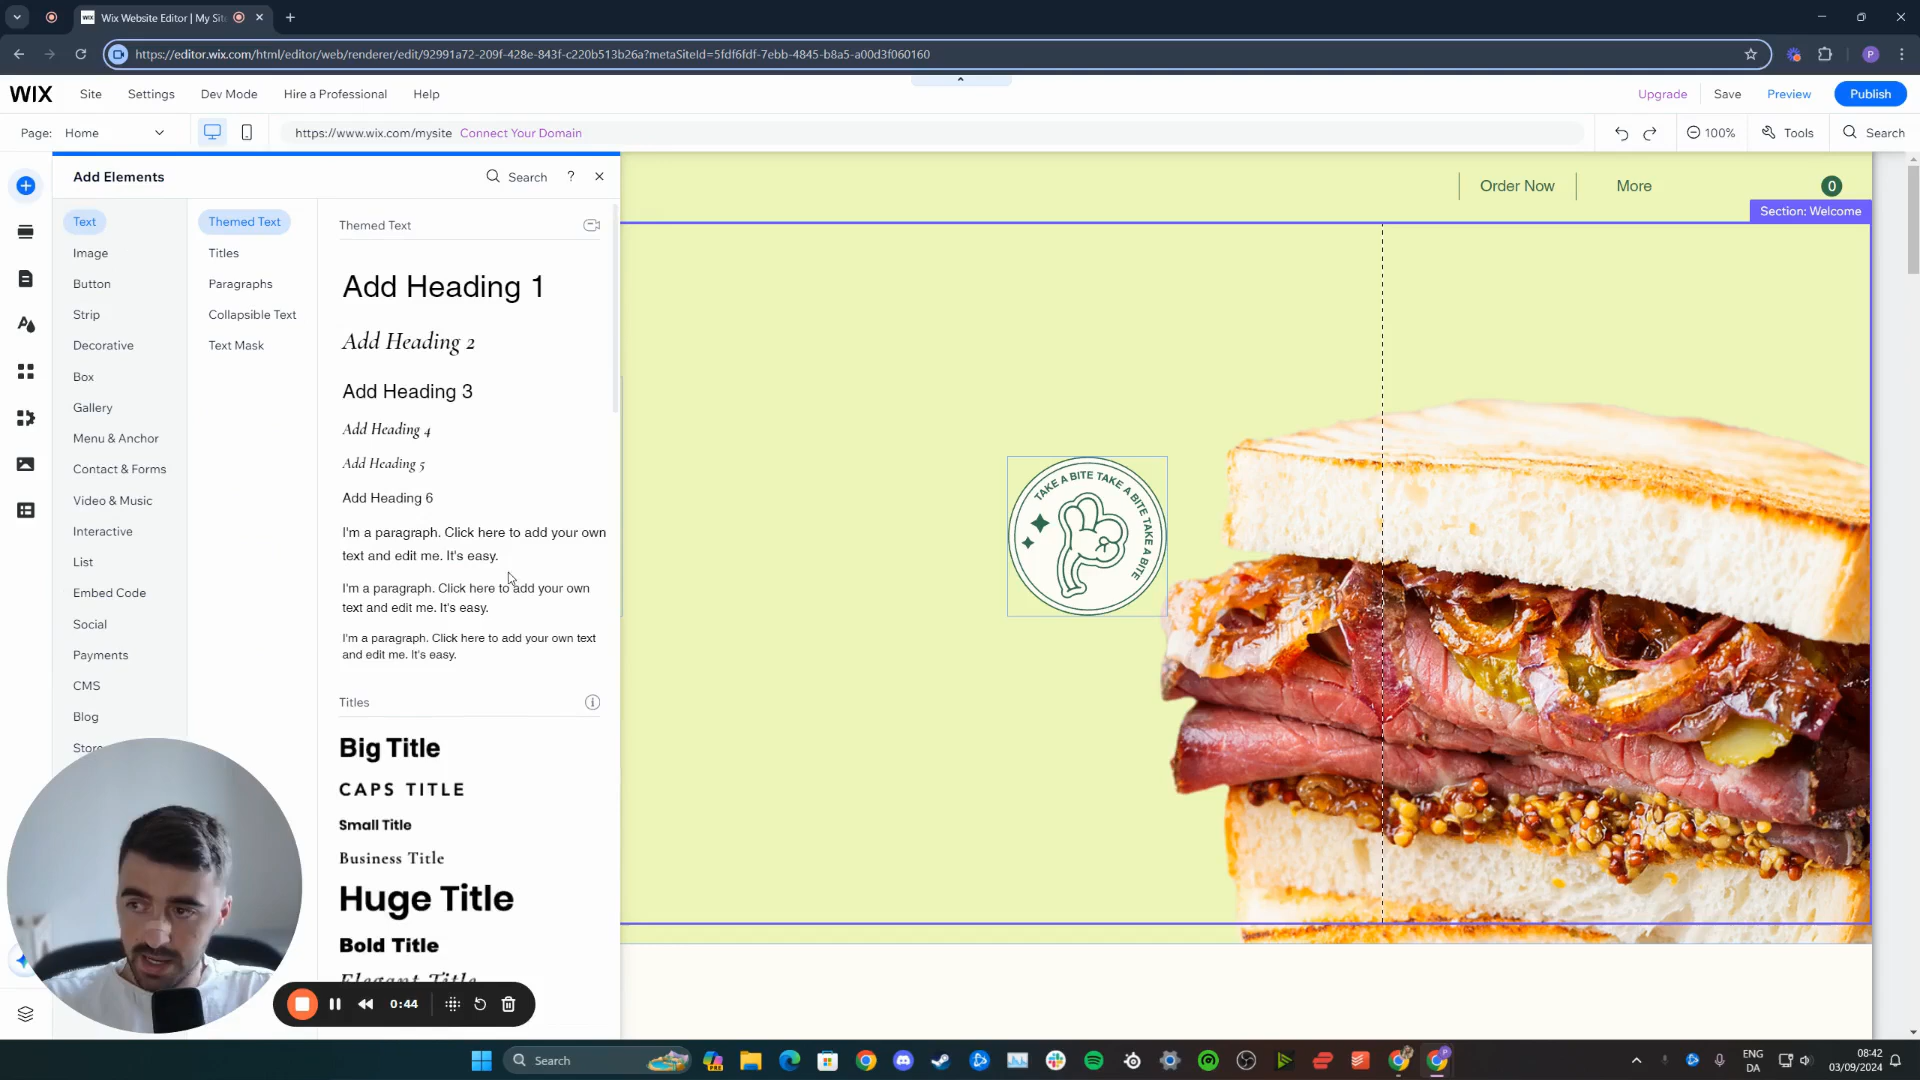 Wix Website Editor | My Sit
https://editor.wix.com/html/editor/web/renderer/edit/92991a72-209f-428e-843f-c220b513b26a?metaSiteId=5fdf6fdf-7ebb-4845-b8a5-a00d3f060160
P
WIX
Site
Settings
Dev Mode
Hire a Professional
Help
Upgrade
Save
Preview
Publish
Page: Home
https://www.wix.com/mysite Connect Your Domain
100%
Tools
Search
Add Elements
Search
?
Text
Image
Button
Strip
Decorative
Box
Gallery
Menu & Anchor
Contact & Forms
Video & Music
Interactive
List
Embed Code
Social
Payments
CMS
Blog
Store
Themed Text
Titles
Paragraphs
Collapsible Text
Text Mask
Themed Text
Add Heading 1
Add Heading 2
Add Heading 3
Add Heading 4
Add Heading 5
Add Heading 6
I'm a paragraph. Click here to add your own
text and edit me. It's easy.
I'm a paragraph. Click here to add your own
text and edit me. It's easy.
I'm a paragraph. Click here to add your own text
and edit me. It's easy.
Titles
Big Title
CAPS TITLE
Small Title
Business Title
Huge Title
Bold Title
Elegant Title
Order Now
More
0
Section: Welcome
TAKE A BITE TAKE A BITE TAKE A BITE
0:44
Search
ENG
DA
08:42
03/09/2024